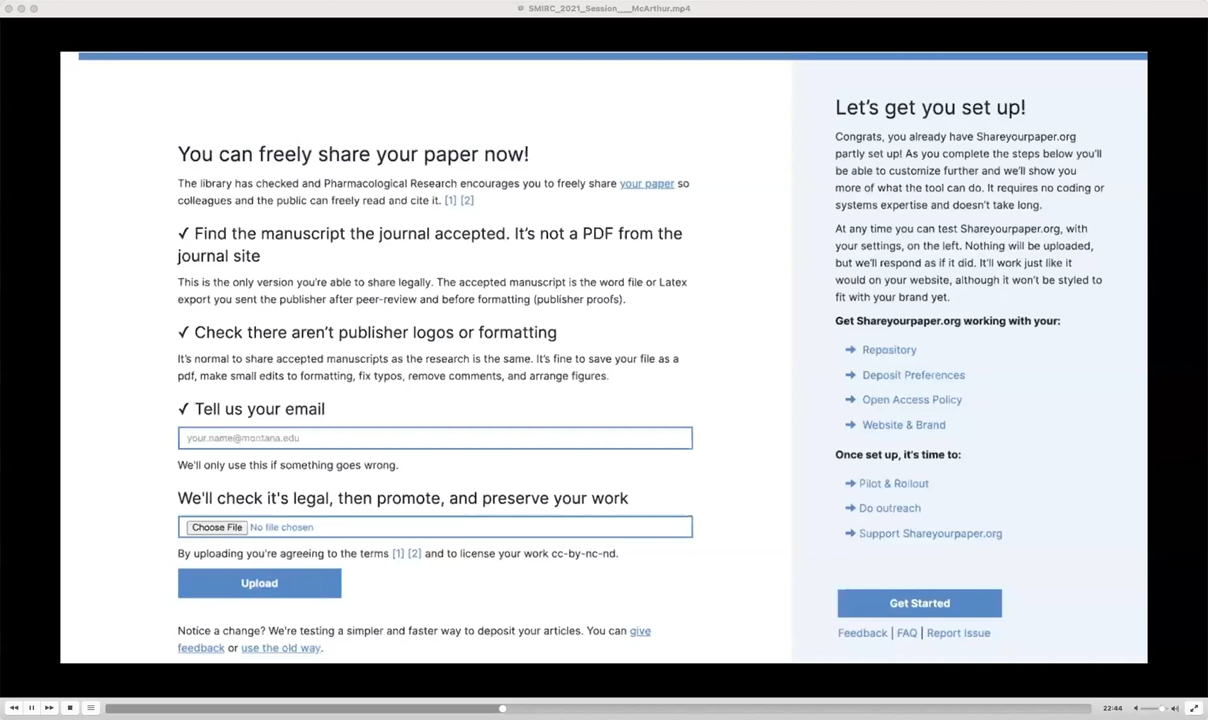 SMIRC_2021_Session___McArthur.mp4
You can freely share your paper now!
The library has checked and Pharmacological Research encourages you to freely share your paper so
colleagues and the public can freely read and cite it. [1] [2]
✓ Find the manuscript the journal accepted. It's not a PDF from the
journal site
This is the only version you're able to share legally. The accepted manuscript is the word file or Latex
export you sent the publisher after peer-review and before formatting (publisher proofs).
✓ Check there aren't publisher logos or formatting
It's normal to share accepted manuscripts as the research is the same. It's fine to save your file as a
pdf, make small edits to formatting, fix typos, remove comments, and arrange figures.
✓ Tell us your email
your.name@montana.edu
We'll only use this if something goes wrong.
We'll check it's legal, then promote, and preserve your work
Choose File No file chosen
By uploading you're agreeing to the terms [1] [2] and to license your work cc-by-nc-nd.
Upload
Notice a change? We're testing a simpler and faster way to deposit your articles. You can give
feedback or use the old way.
Let's get you set up!
Congrats, you already have Shareyourpaper.org
partly set up! As you complete the steps below you'll
be able to customize further and we'll show you
more of what the tool can do. It requires no coding or
systems expertise and doesn't take long.
At any time you can test Shareyourpaper.org, with
your settings, on the left. Nothing will be uploaded,
but we'll respond as if it did. It'll work just like it
would on your website, although it won't be styled to
fit with your brand yet.
Get Shareyourpaper.org working with your:
➔ Repository
➔ Deposit Preferences
➔ Open Access Policy
➔ Website & Brand
Once set up, it's time to:
➔ Pilot & Rollout
➔ Do outreach
➔ Support Shareyourpaper.org
Get Started
Feedback | FAQ | Report Issue
22:44